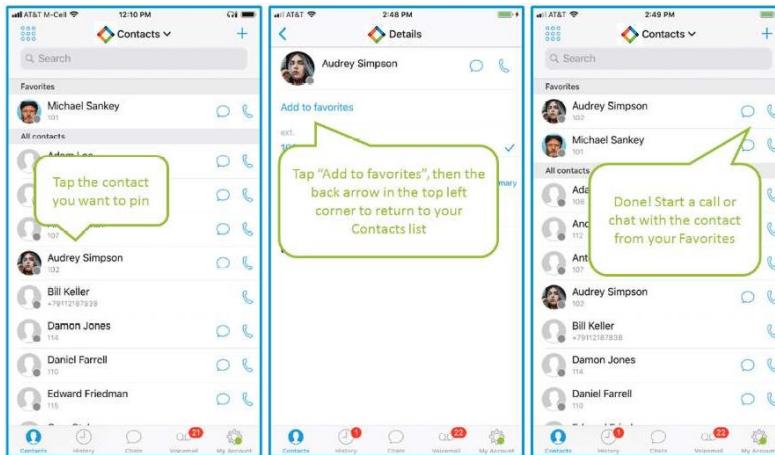 AT&T M-Cell 12:10 PM
Contacts
Search
Favorites
Michael Sankey
101
All contacts
Tap the contact
you want to pin
107
Audrey Simpson
102
Bill Keller
+79112187838
Damon Jones
114
Daniel Farrell
110
Edward Friedman
115
21
Contacts History Chats Voicemail My Account
AT&T 2:48 PM
Details
Audrey Simpson
Add to favorites
ext.
Tap "Add to favorites", then the
back arrow in the top left
corner to return to your
Contacts list
1 22
Contacts History Chats Voicemail My Account
AT&T 2:49 PM
Contacts
Search
Favorites
Audrey Simpson
102
Michael Sankey
101
All contacts
108
112
107
Done! Start a call or
chat with the contact
from your Favorites
Audrey Simpson
102
Bill Keller
+79112187838
Damon Jones
114
Daniel Farrell
110
1 22
Contacts History Chats Voicemail My Account